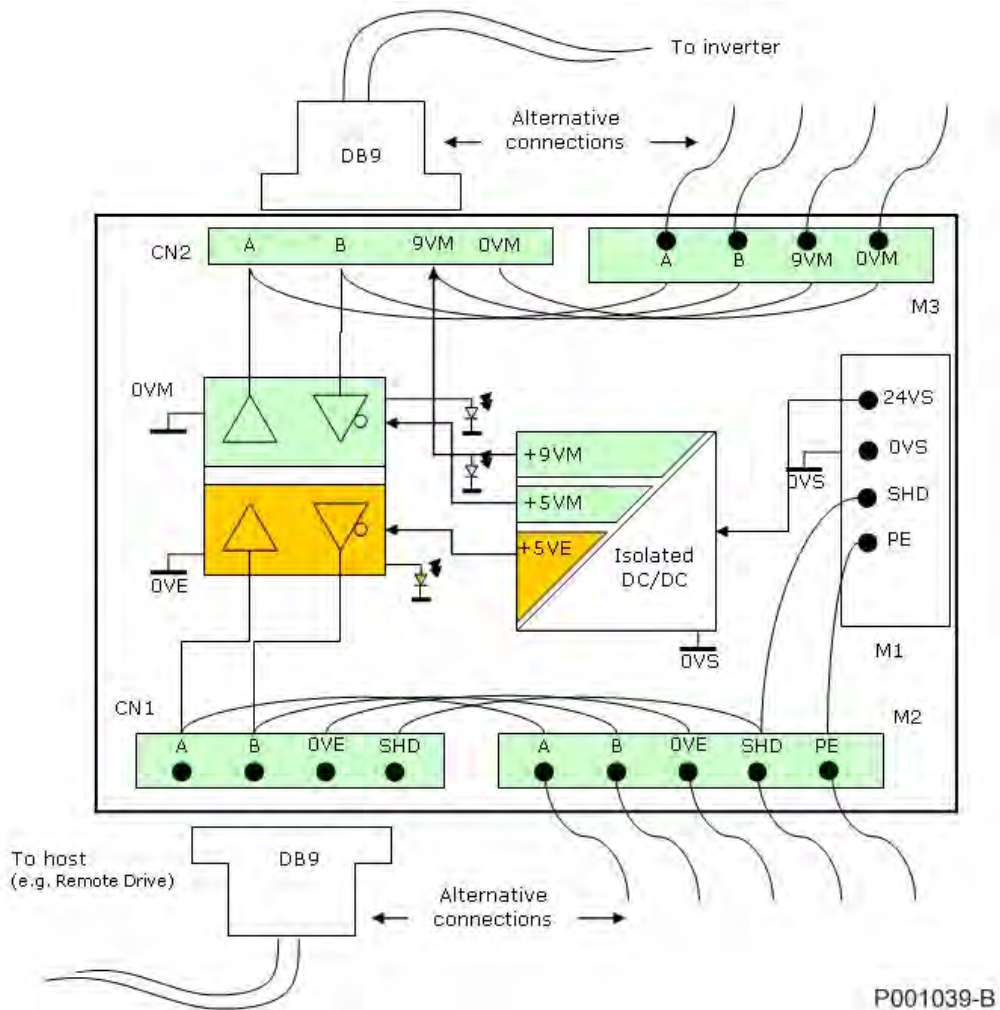 To inverter
Alternative
connections
DB9
CN2
A B 9VM 0VM
A B 9VM 0VM
M3
0VM
24VS
0VS
0VS
SHD
PE
+9VM
+5VM
+5VE
Isolated
DC/DC
0VE
0VS
M1
CN1
M2
A B 0VE SHD
A B 0VE SHD PE
To host
(e.g. Remote Drive)
DB9
Alternative
connections
P001039-B